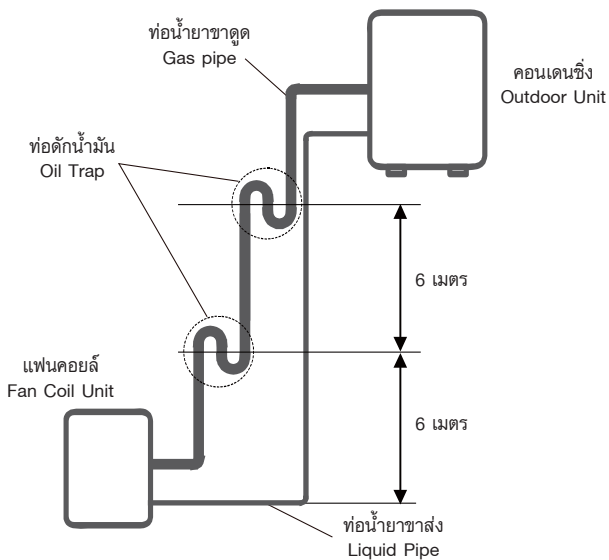 ท่อน้ำยาขาดูด
Gas pipe
คอนเดนซิ่ง
Outdoor Unit
ท่อดักน้ำมัน
Oil Trap
6 เมตร
แฟนคอยล์
Fan Coil Unit
6 เมตร
ท่อน้ำยาขาส่ง
Liquid Pipe